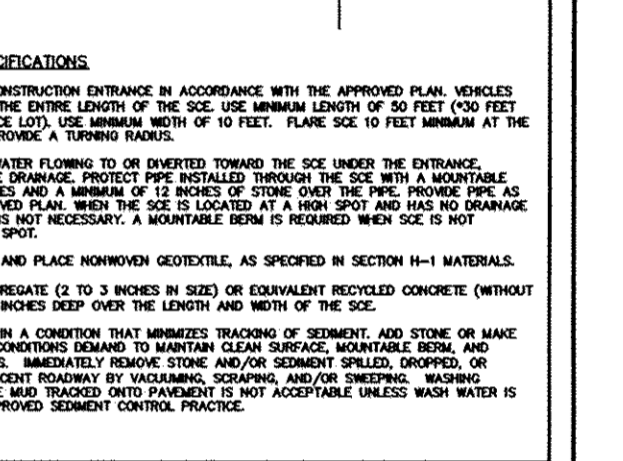 CIFICATIONS
ONSTRUCTION ENTRANCE IN ACCORDANCE WITH THE APPROVED PLAN. VEHICLES
THE ENTIRE LENGTH OF THE SCE. USE MINIMUM LENGTH OF 50 FEET (*30 FEET
CE LOT). USE MINIMUM WIDTH OF 10 FEET. FLARE SCE 10 FEET MINIMUM AT THE
ROVIDE A TURNING RADIUS.
WATER FLOWING TO OR DIVERTED TOWARD THE SCE UNDER THE ENTRANCE,
E DRAINAGE. PROTECT PIPE INSTALLED THROUGH THE SCE WITH A MOUNTABLE
ES AND A MINIMUM OF 12 INCHES OF STONE OVER THE PIPE. PROVIDE PIPE AS
VED PLAN. WHEN THE SCE IS LOCATED AT A HIGH SPOT AND HAS NO DRAINAGE
IS NOT NECESSARY. A MOUNTABLE BERM IS REQUIRED WHEN SCE IS NOT
SPOT.
AND PLACE NONWOVEN GEOTEXTILE, AS SPECIFIED IN SECTION H-1 MATERIALS.
REGATE (2 TO 3 INCHES IN SIZE) OR EQUIVALENT RECYCLED CONCRETE (WITHOUT
INCHES DEEP OVER THE LENGTH AND WIDTH OF THE SCE.
IN A CONDITION THAT MINIMIZES TRACKING OF SEDIMENT. ADD STONE OR MAKE
CONDITIONS DEMAND TO MAINTAIN CLEAN SURFACE, MOUNTABLE BERM, AND
S. IMMEDIATELY REMOVE STONE AND/OR SEDIMENT SPILLED, DROPPED, OR
CENT ROADWAY BY VACUUMING, SCRAPING, AND/OR SWEEPING. WASHING
E MUD TRACKED ONTO PAVEMENT IS NOT ACCEPTABLE UNLESS WASH WATER IS
PROVED SEDIMENT CONTROL PRACTICE.